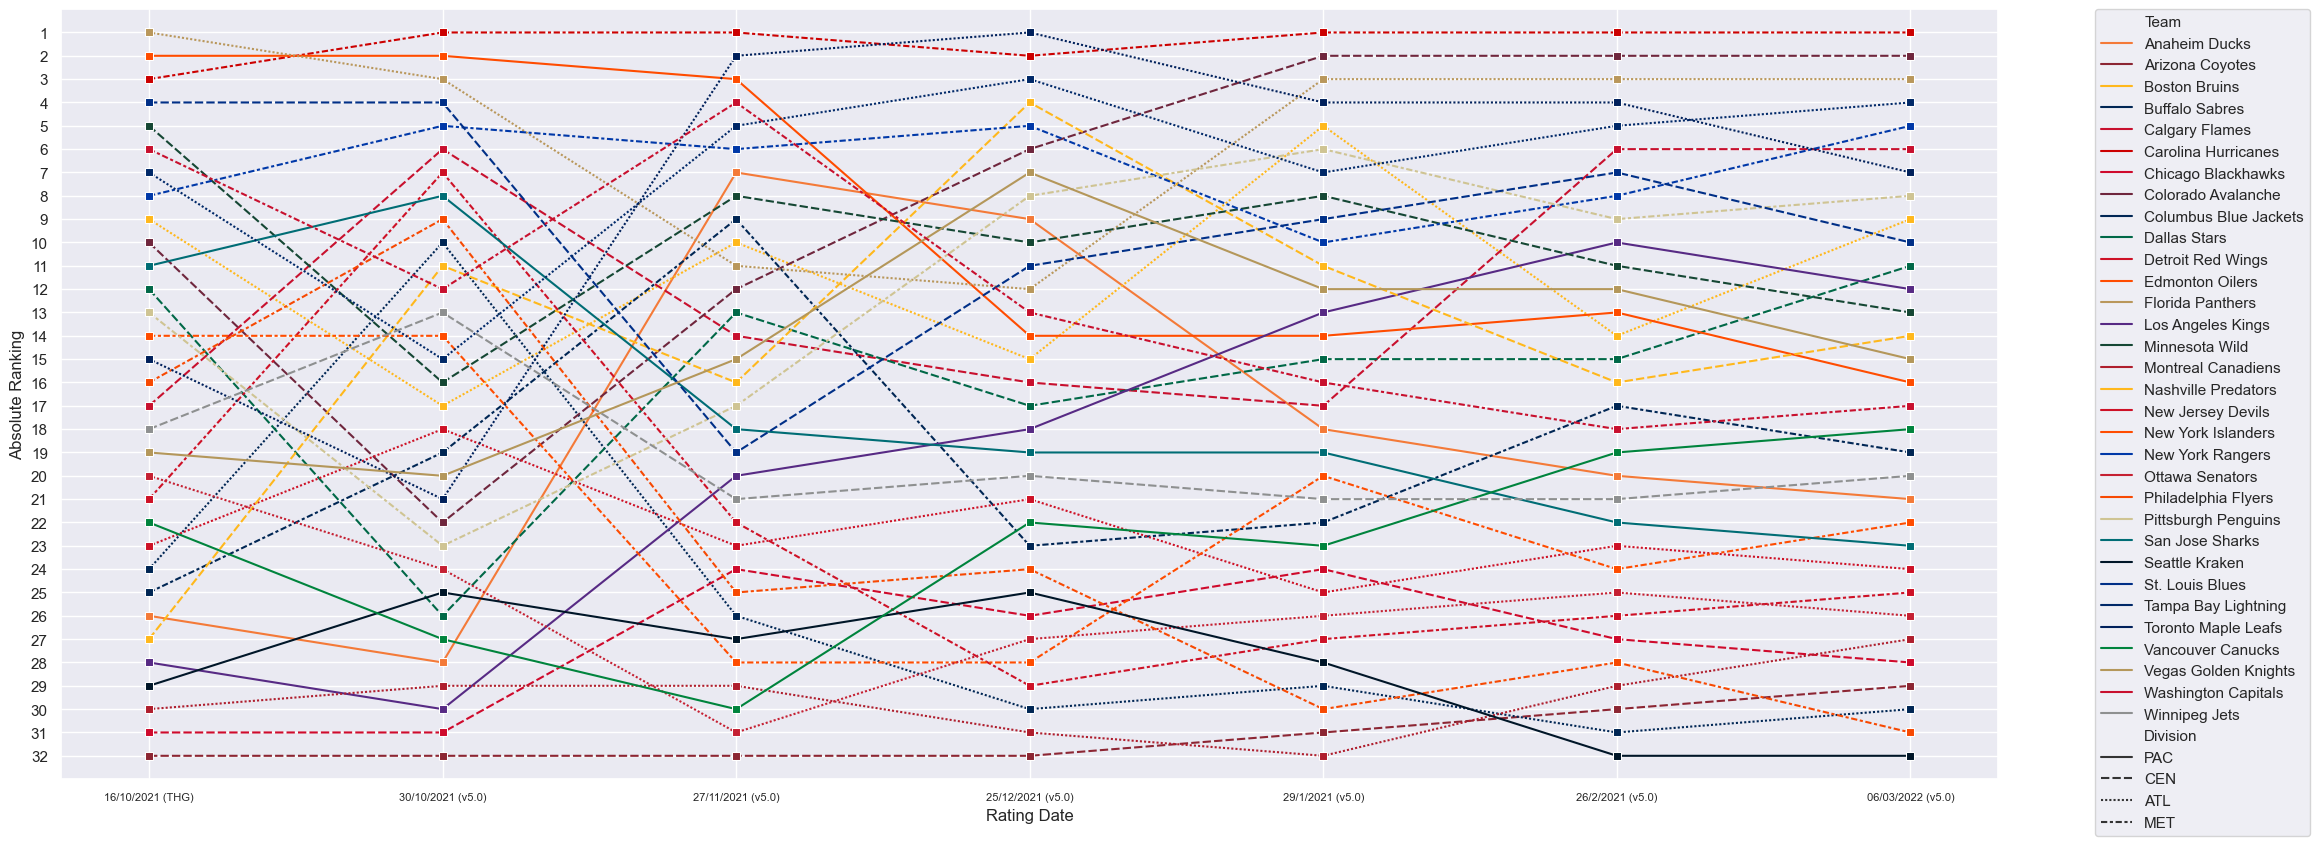 Absolute Ranking
1
2
3
4
5
6
7
8
9
10
11
12
13
14
15
16
17
18
19
20
21
22
23
24
25
26
27
28
29
30
31
32
16/10/2021 (THG) 30/10/2021 (v5.0) 27/11/2021 (v5.0) 25/12/2021 (v5.0) 29/1/2021 (v5.0) 26/2/2021 (v5.0) 06/03/2022 (v5.0)
Rating Date
Team
Anaheim Ducks
Arizona Coyotes
Boston Bruins
Buffalo Sabres
Calgary Flames
Carolina Hurricanes
Chicago Blackhawks
Colorado Avalanche
Columbus Blue Jackets
Dallas Stars
Detroit Red Wings
Edmonton Oilers
Florida Panthers
Los Angeles Kings
Minnesota Wild
Montreal Canadiens
Nashville Predators
New Jersey Devils
New York Islanders
New York Rangers
Ottawa Senators
Philadelphia Flyers
Pittsburgh Penguins
San Jose Sharks
Seattle Kraken
St. Louis Blues
Tampa Bay Lightning
Toronto Maple Leafs
Vancouver Canucks
Vegas Golden Knights
Washington Capitals
Winnipeg Jets
Division
PAC
CEN
ATL
MET